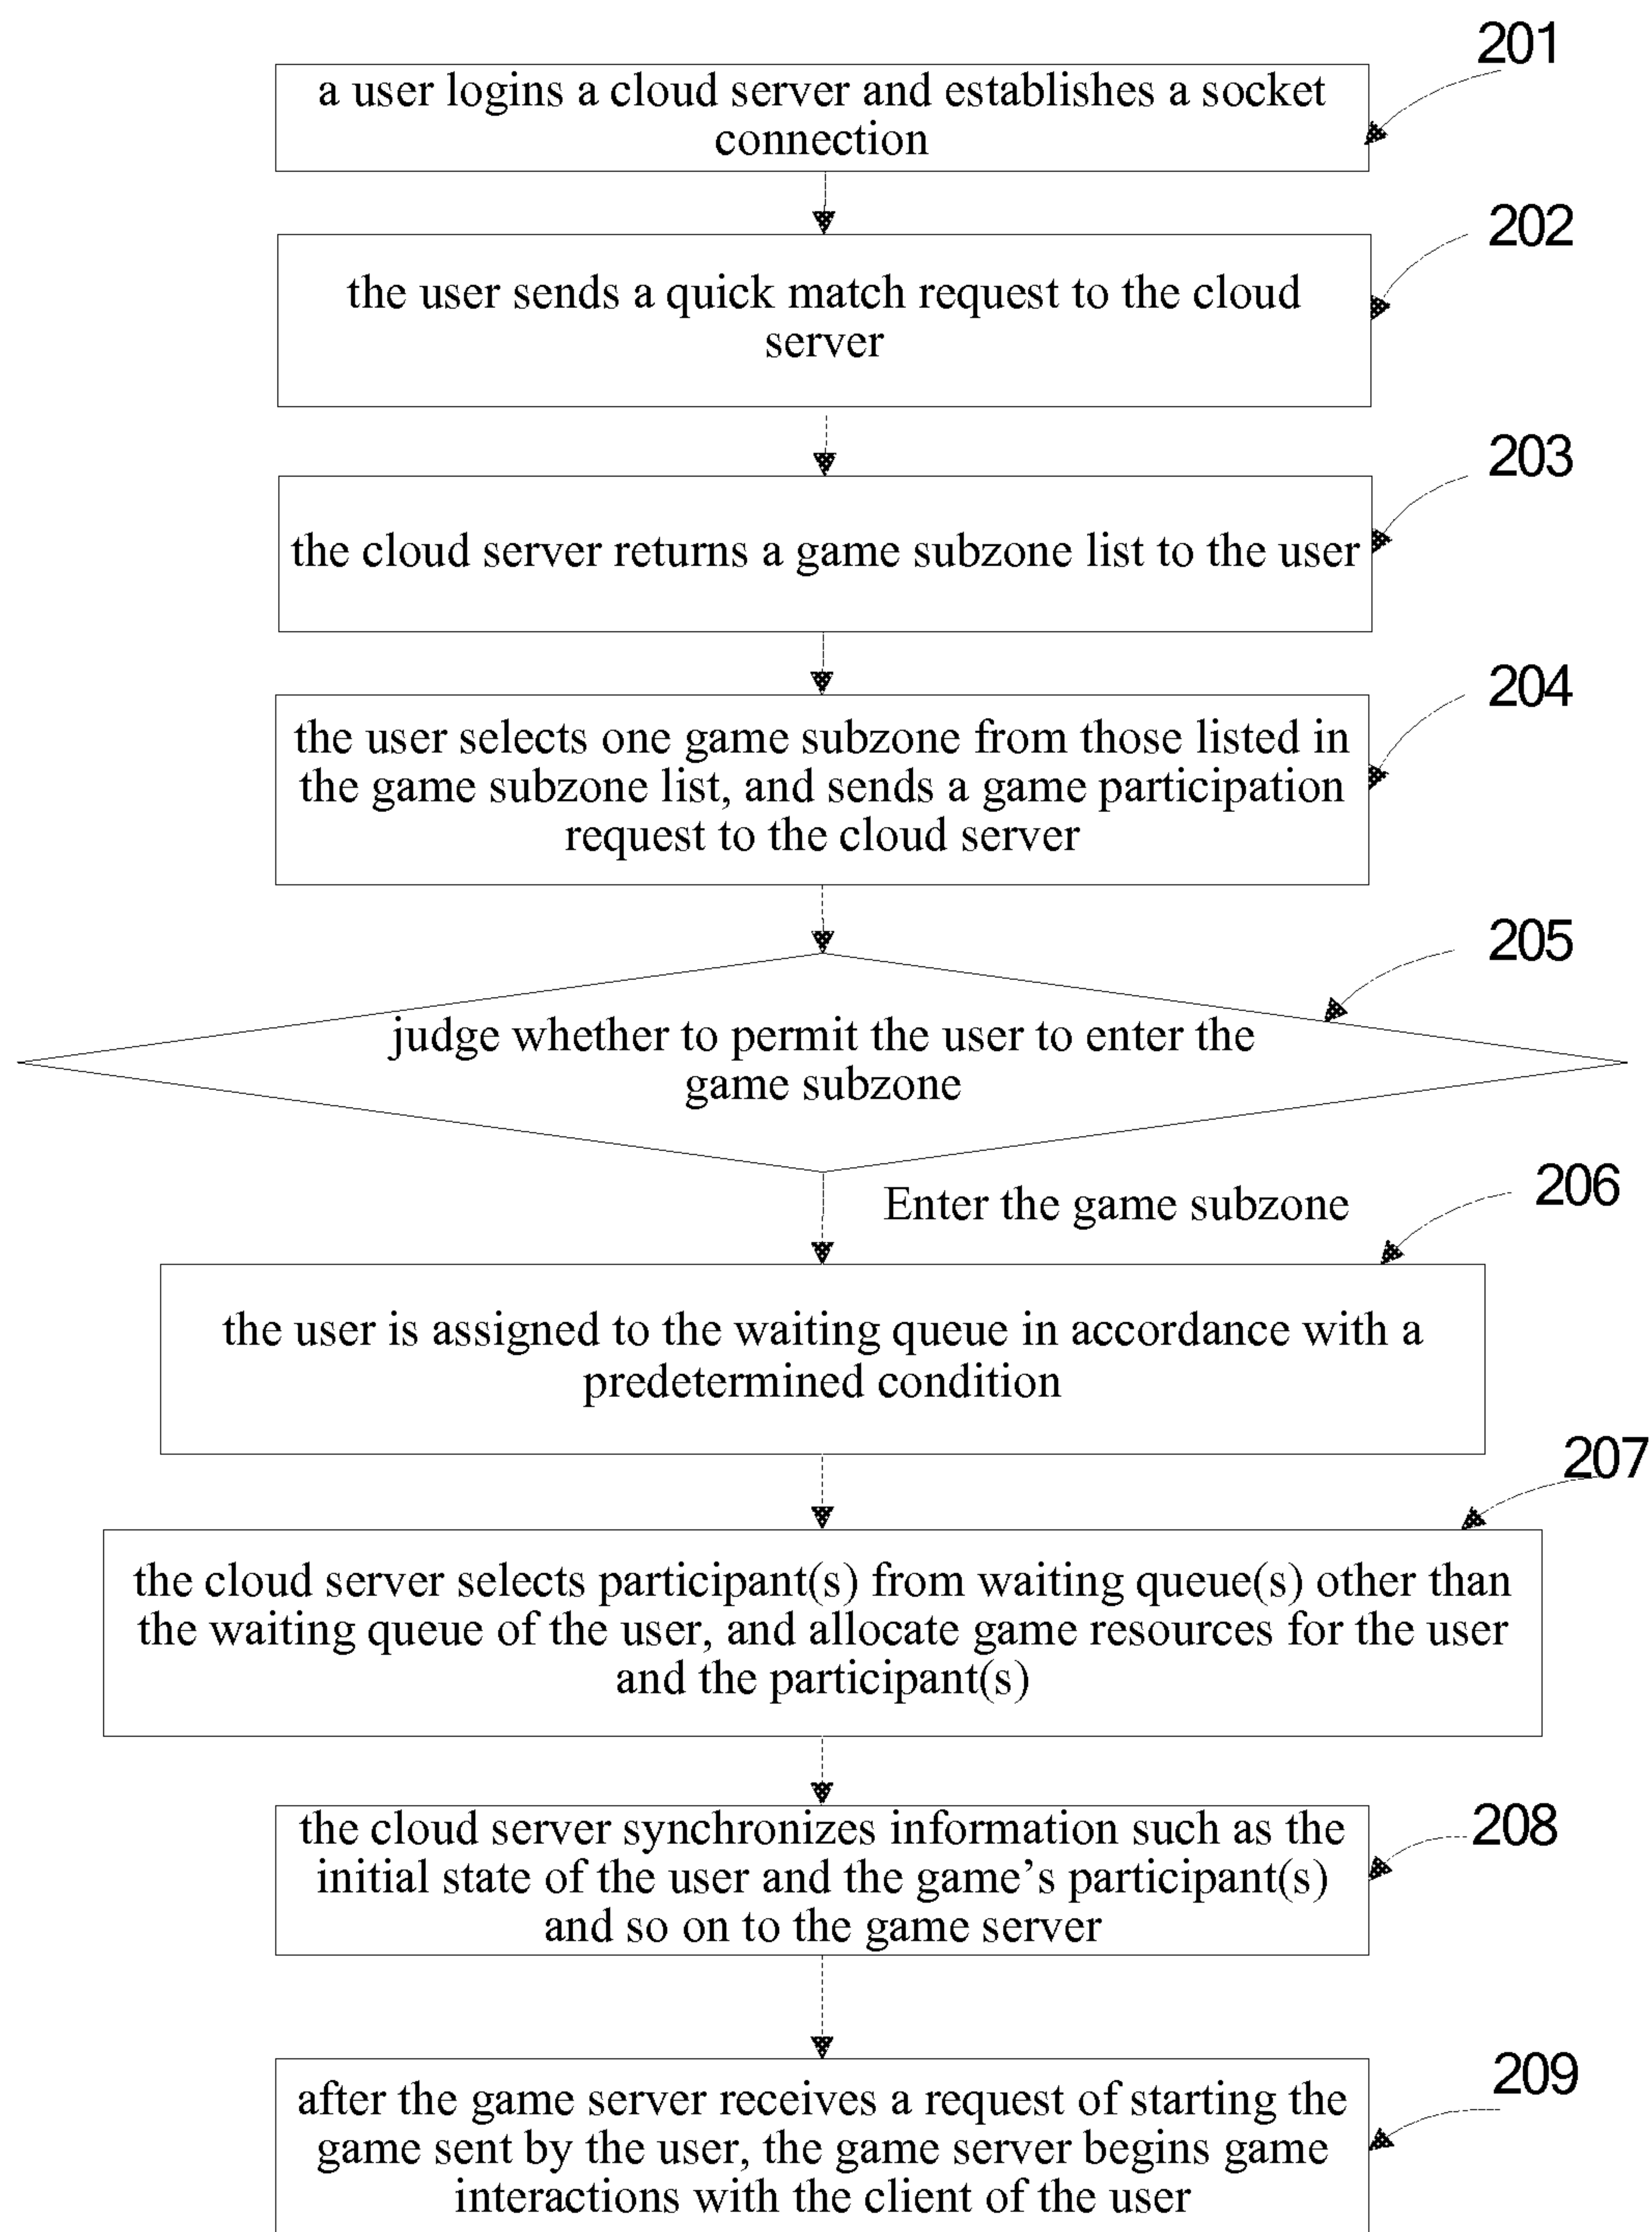 201
a user logins a cloud server and establishes a socket
connection
202
the user sends a quick match request to the cloud
server
203
the cloud server returns a game subzone list to the user
204
the user selects one game subzone from those listed in
the game subzone list, and sends a game participation
request to the cloud server
205
judge whether to permit the user to enter the
game subzone
Enter the game subzone
206
the user is assigned to the waiting queue in accordance with a
predetermined condition
207
the cloud server selects participant(s) from waiting queue(s) other than
the waiting queue of the user, and allocate game resources for the user
and the participant(s)
208
the cloud server synchronizes information such as the
initial state of the user and the game’s participant(s)
and so on to the game server
209
after the game server receives a request of starting the
game sent by the user, the game server begins game
interactions with the client of the user